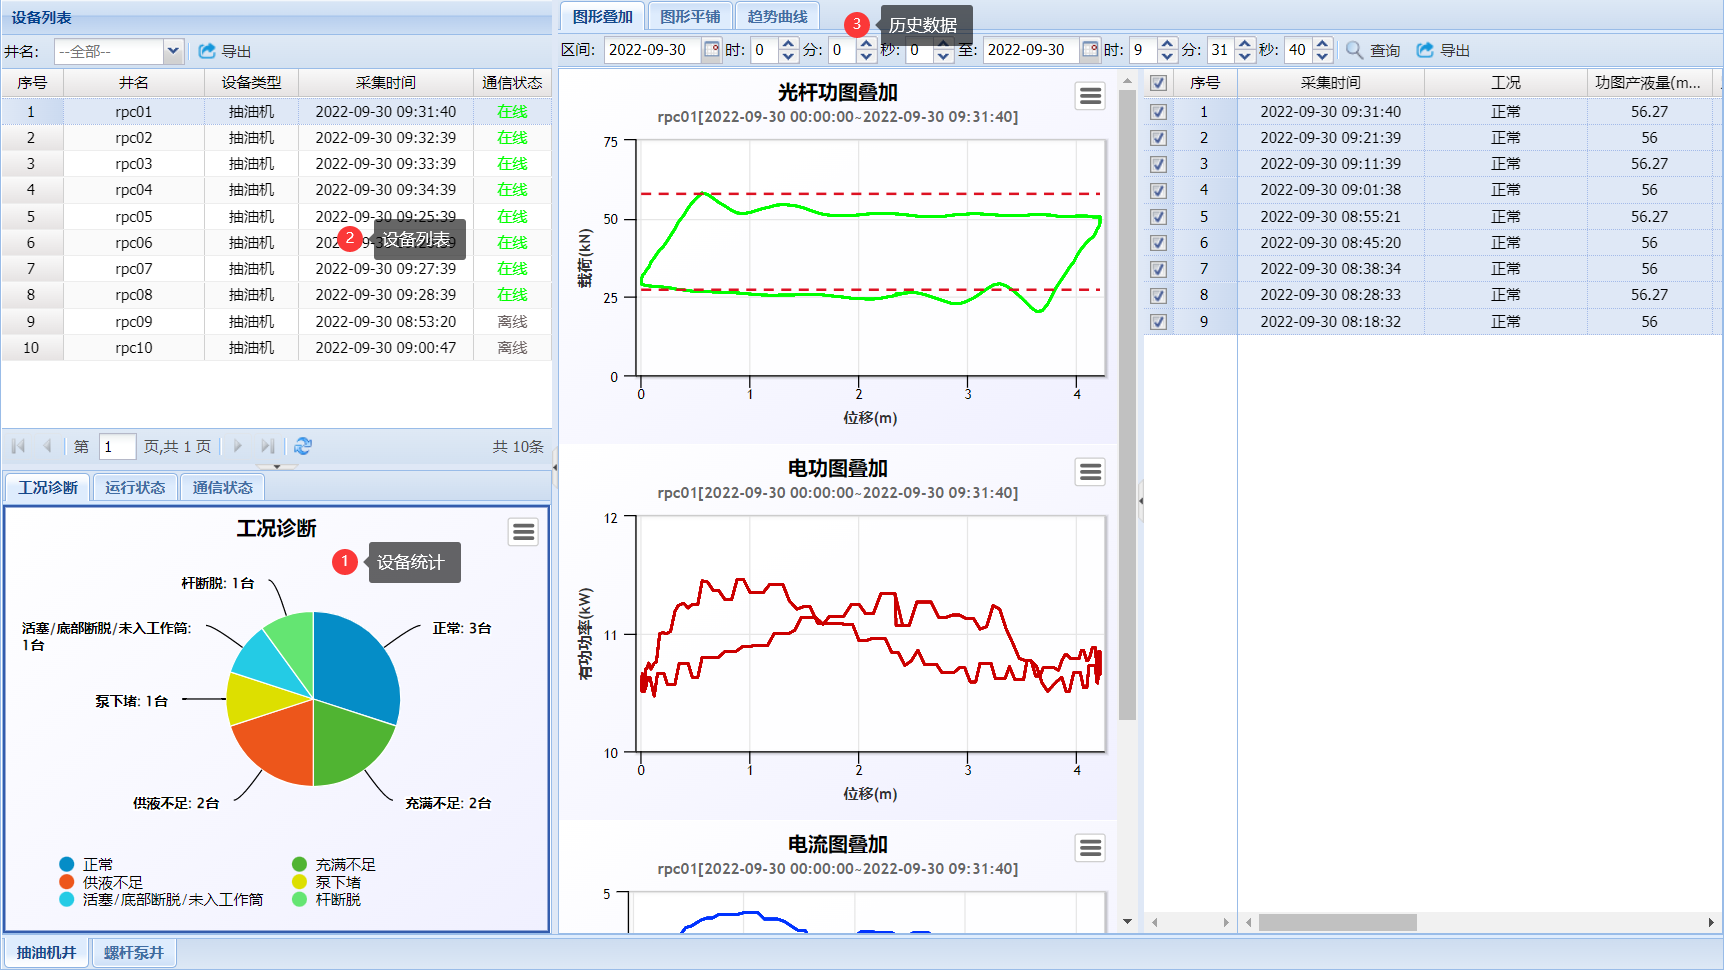 设备列表
井名: --全部-- 导出
序号 井名 设备类型 采集时间 通信状态
1 rpc01 抽油机 2022-09-30 09:31:40 在线
2 rpc02 抽油机 2022-09-30 09:32:39 在线
3 rpc03 抽油机 2022-09-30 09:33:39 在线
4 rpc04 抽油机 2022-09-30 09:34:39 在线
5 rpc05 抽油机 2022-09-30 09:25:39 在线
6 rpc06 抽油机 在线
2 设备列表
7 rpc07 抽油机 2022-09-30 09:27:39 在线
8 rpc08 抽油机 2022-09-30 09:28:39 在线
9 rpc09 抽油机 2022-09-30 08:53:20 离线
10 rpc10 抽油机 2022-09-30 09:00:47 离线
第 1 页,共 1 页 共 10条
工况诊断 运行状态 通信状态
工况诊断
1 设备统计
杆断脱: 1台
活塞/底部断脱/未入工作筒:
1台
正常: 3台
泵下堵: 1台
供液不足: 2台
充满不足: 2台
正常 充满不足
供液不足 泵下堵
活塞/底部断脱/未入工作筒 杆断脱
抽油机井 螺杆泵井
图形叠加 图形平铺 趋势曲线
3 历史数据
区间: 2022-09-30 时: 0 分: 0 秒: 0 至: 2022-09-30 时: 9 分: 31 秒: 40 查询 导出
光杆功图叠加
rpc01[2022-09-30 00:00:00~2022-09-30 09:31:40]
75
50
25
0
载荷(kN)
0 1 2 3 4
位移(m)
电功图叠加
rpc01[2022-09-30 00:00:00~2022-09-30 09:31:40]
12
11
10
有功功率(kW)
0 1 2 3 4
位移(m)
电流图叠加
rpc01[2022-09-30 00:00:00~2022-09-30 09:31:40]
5
序号 采集时间 工况 功图产液量(m...
1 2022-09-30 09:31:40 正常 56.27
2 2022-09-30 09:21:39 正常 56
3 2022-09-30 09:11:39 正常 56.27
4 2022-09-30 09:01:38 正常 56
5 2022-09-30 08:55:21 正常 56.27
6 2022-09-30 08:45:20 正常 56
7 2022-09-30 08:38:34 正常 56
8 2022-09-30 08:28:33 正常 56.27
9 2022-09-30 08:18:32 正常 56